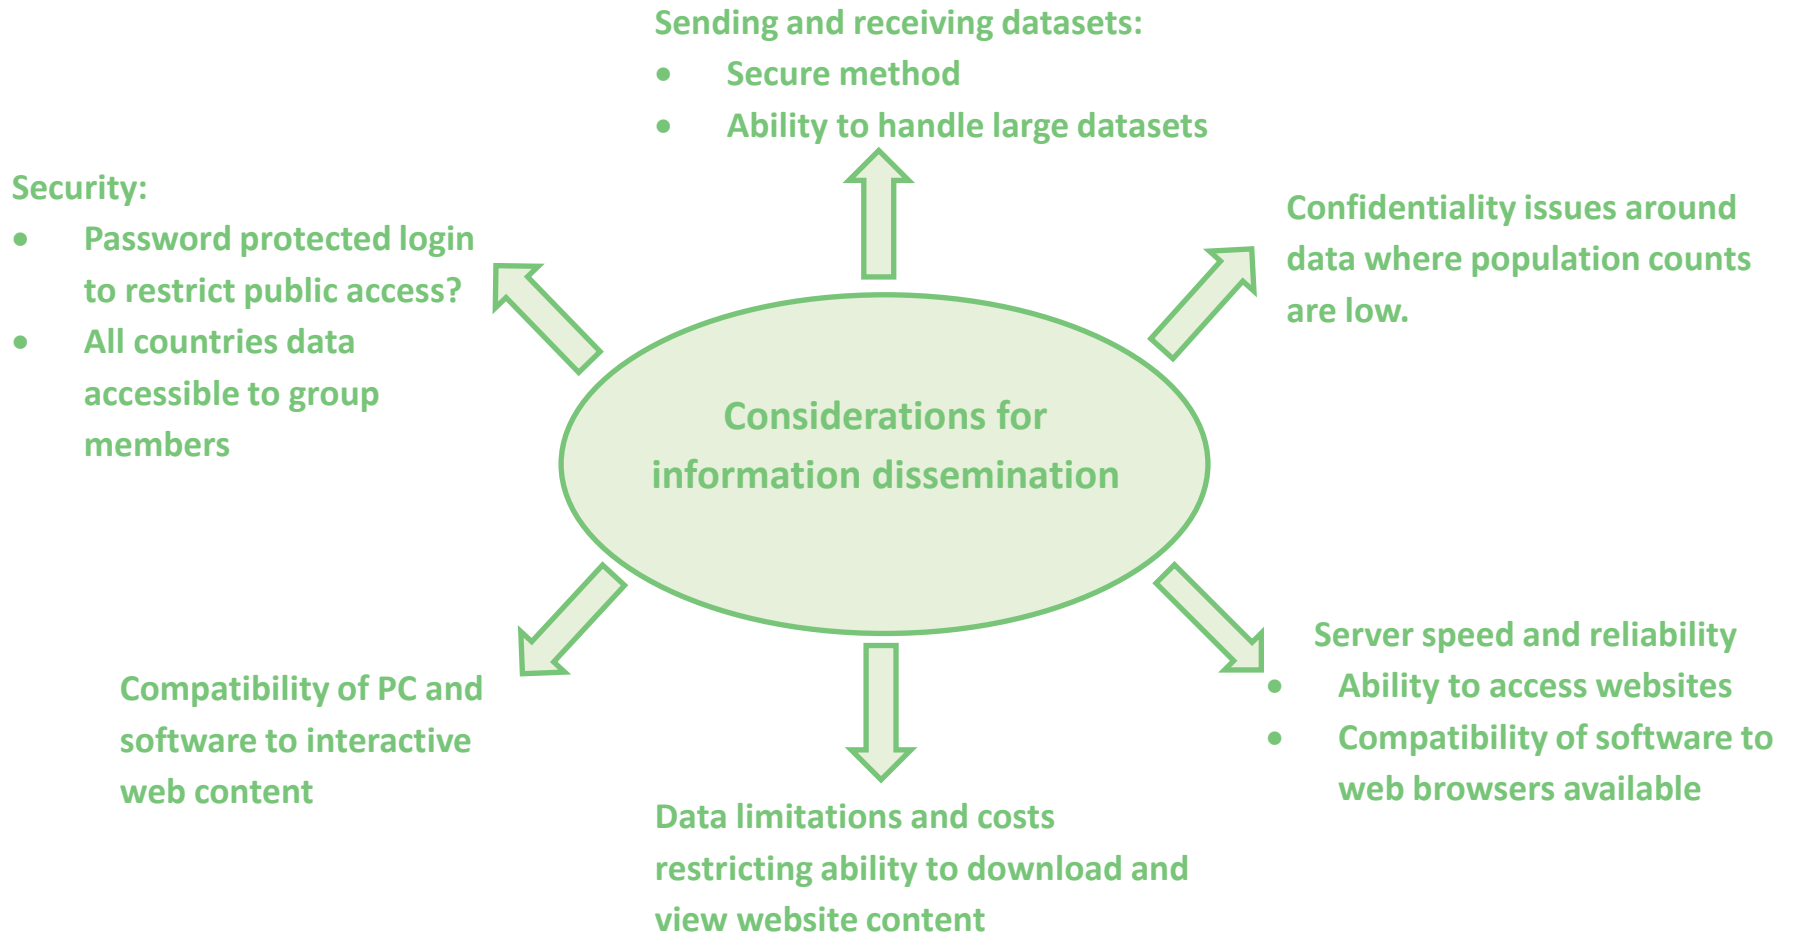 Sending and receiving datasets:
• Secure method
• Ability to handle large datasets
Security:
• Password protected login
to restrict public access?
• All countries data
accessible to group
members
Confidentiality issues around
data where population counts
are low.
Considerations for
information dissemination
Compatibility of PC and
software to interactive
web content
Data limitations and costs
restricting ability to download and
view website content
Server speed and reliability
• Ability to access websites
• Compatibility of software to
web browsers available